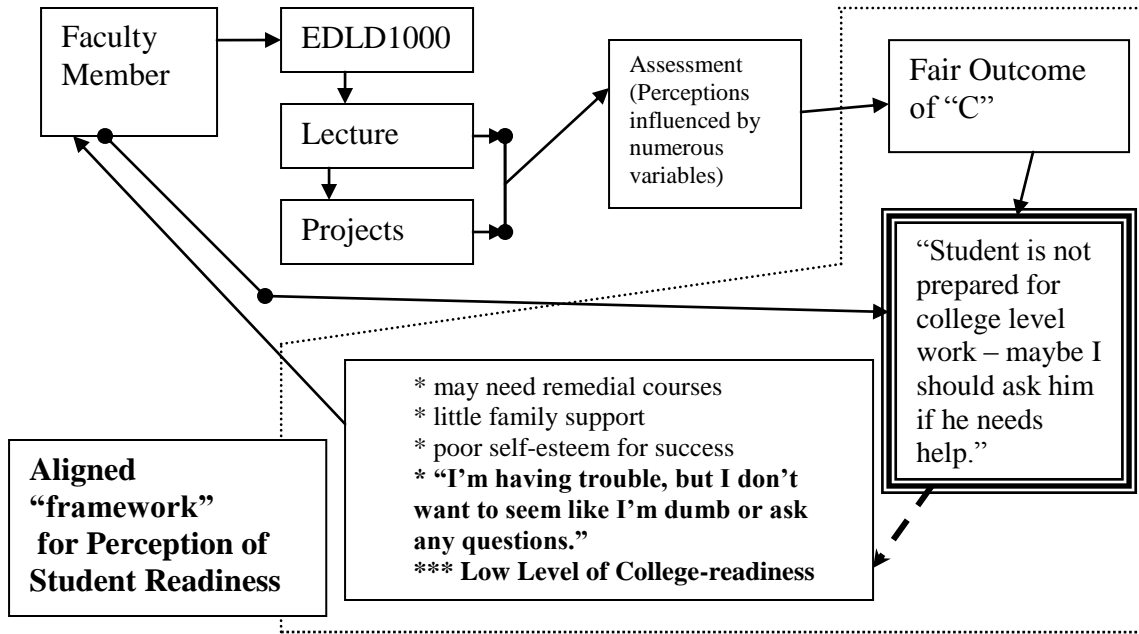 Faculty
Member
EDLD1000
Lecture
Projects
Assessment
(Perceptions
influenced by
numerous
variables)
Fair Outcome
of “C”
“Student is not
prepared for
college level
work – maybe I
should ask him
if he needs
help.”
* may need remedial courses
* little family support
* poor self-esteem for success
* “I’m having trouble, but I don’t
want to seem like I’m dumb or ask
any questions.”
*** Low Level of College-readiness
Aligned
“framework”
for Perception of
Student Readiness